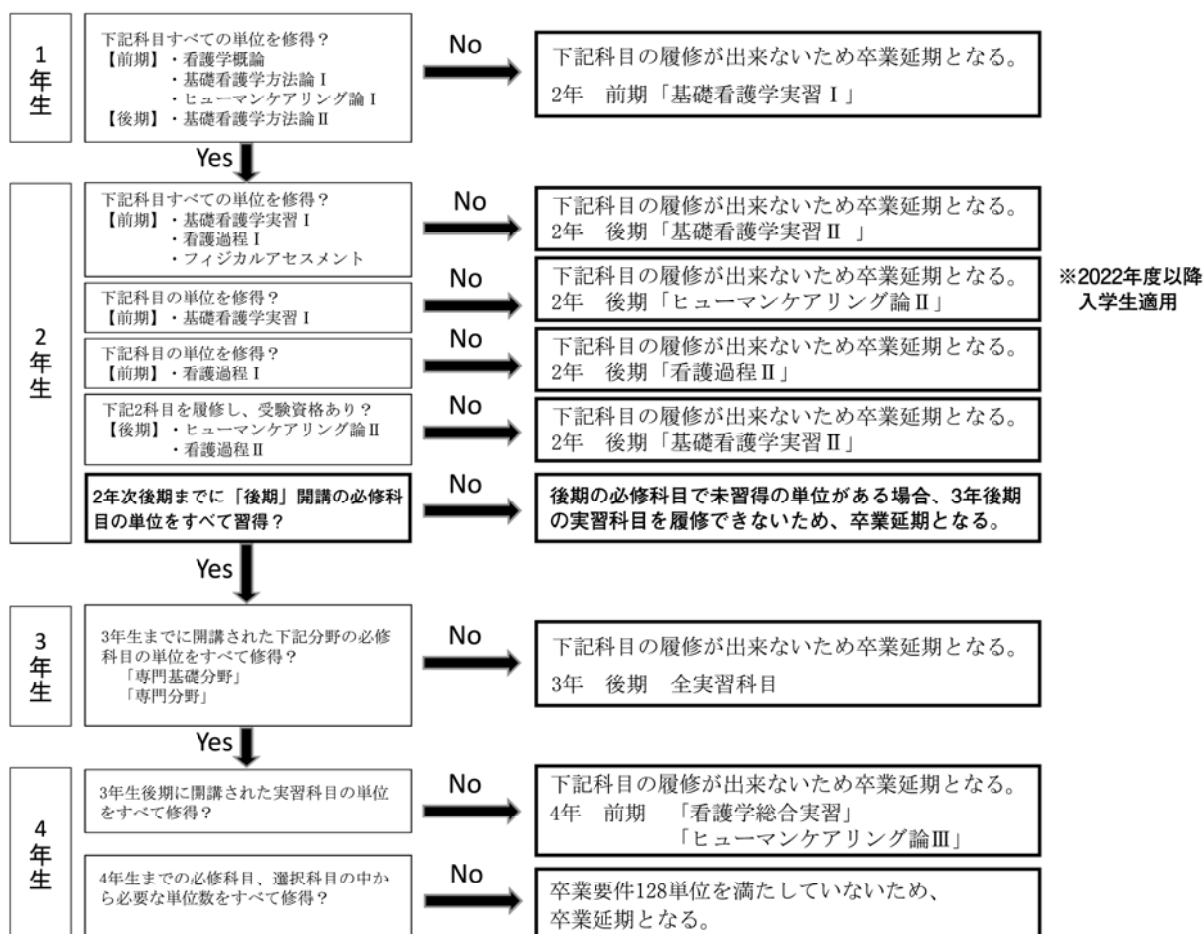 1年生
下記科目すべての単位を修得？
【前期】・看護学概論
・基礎看護学方法論Ⅰ
・ヒューマンケアリング論Ⅰ
【後期】・基礎看護学方法論Ⅱ
No
下記科目の履修が出来ないため卒業延期となる。
2年　前期「基礎看護学実習Ⅰ」
Yes
2年生
下記科目すべての単位を修得？
【前期】・基礎看護学実習Ⅰ
・看護過程Ⅰ
・フィジカルアセスメント
No
下記科目の履修が出来ないため卒業延期となる。
2年　後期「基礎看護学実習Ⅱ　」
下記科目の単位を修得？
【前期】・基礎看護学実習Ⅰ
No
下記科目の履修が出来ないため卒業延期となる。
2年　後期「ヒューマンケアリング論Ⅱ」
※2022年度以降
入学生適用
下記科目の単位を修得？
【前期】・看護過程Ⅰ
No
下記科目の履修が出来ないため卒業延期となる。
2年　後期「看護過程Ⅱ」
下記2科目を履修し、受験資格あり？
【後期】・ヒューマンケアリング論Ⅱ
・看護過程Ⅱ
No
下記科目の履修が出来ないため卒業延期となる。
2年　後期「基礎看護学実習Ⅱ」
2年次後期までに「後期」開講の必修科
目の単位をすべて習得？
No
後期の必修科目で未習得の単位がある場合、3年後期
の実習科目を履修できないため、卒業延期となる。
Yes
3年生
3年生までに開講された下記分野の必修
科目の単位をすべて修得？
「専門基礎分野」
「専門分野」
No
下記科目の履修が出来ないため卒業延期となる。
3年　後期　全実習科目
Yes
4年生
3年生後期に開講された実習科目の単位
をすべて修得？
No
下記科目の履修が出来ないため卒業延期となる。
4年　前期　「看護学総合実習」
「ヒューマンケアリング論Ⅲ」
4年生までの必修科目、選択科目の中か
ら必要な単位数をすべて修得？
No
卒業要件128単位を満たしていないため、
卒業延期となる。